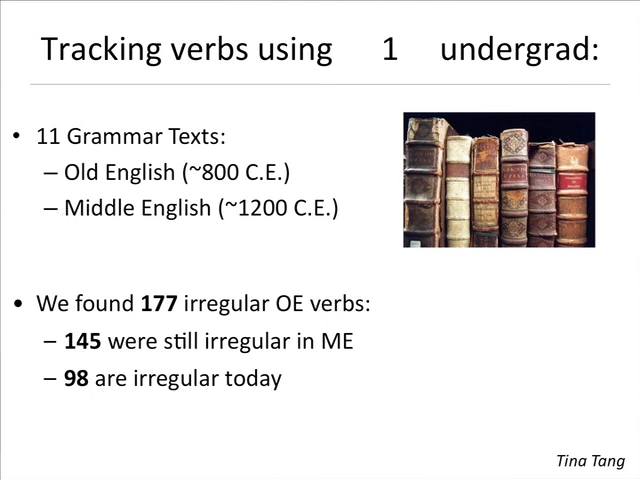 Tracking verbs using 1 undergrad:
• 11 Grammar Texts:
– Old English (~800 C.E.)
– Middle English (~1200 C.E.)
• We found 177 irregular OE verbs:
– 145 were still irregular in ME
– 98 are irregular today
Tina Tang